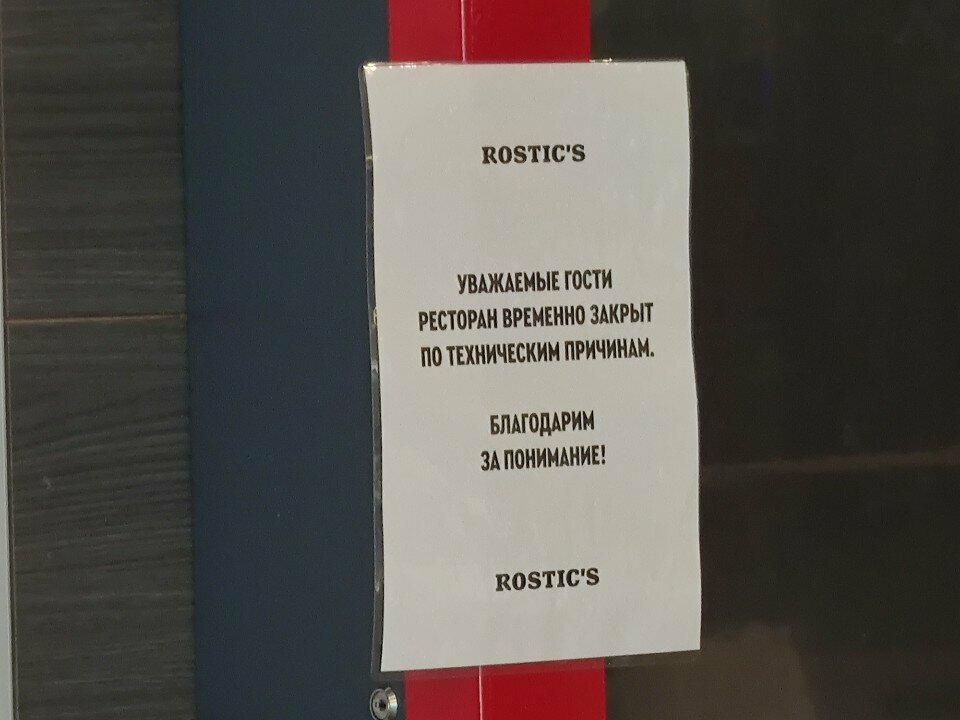 ROSTIC'S
УВАЖАЕМЫЕ ГОСТИ
РЕСТОРАН ВРЕМЕННО ЗАКРЫТ
ПО ТЕХНИЧЕСКИМ ПРИЧИНАМ.
БЛАГОДАРИМ
ЗА ПОНИМАНИЕ!
ROSTIC'S